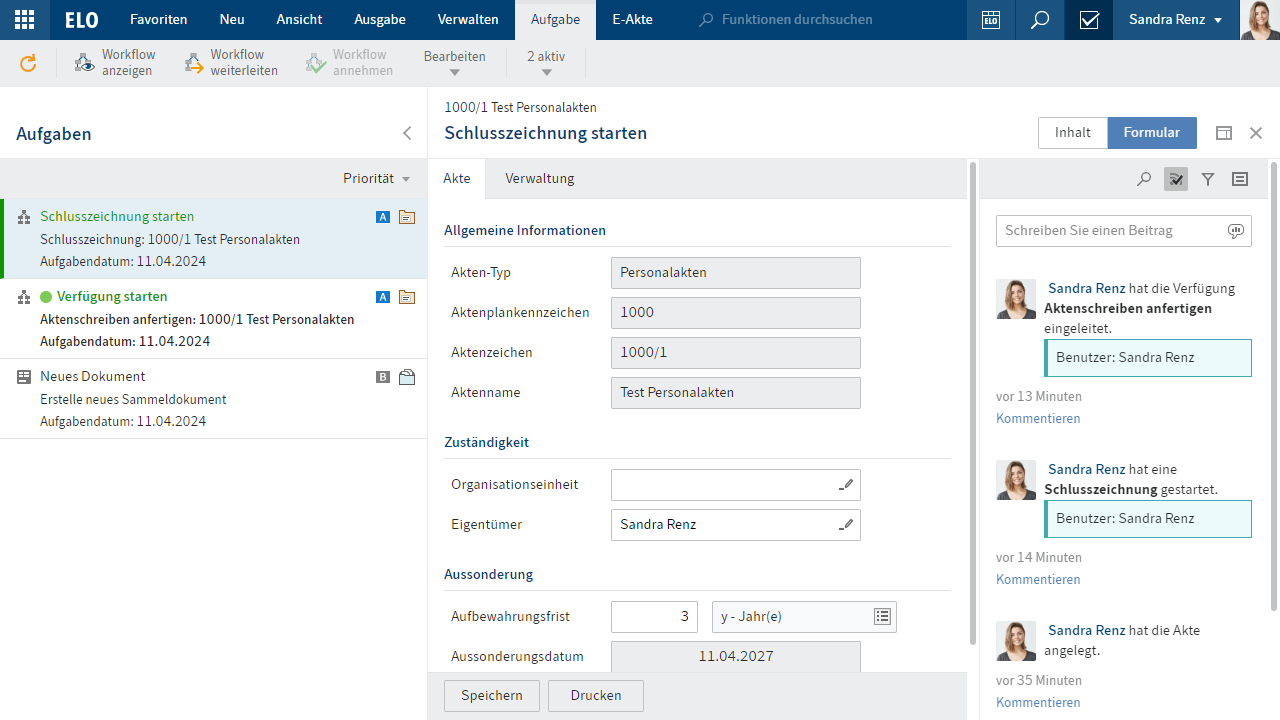 ELO Favoriten Neu Ansicht Ausgabe Verwalten Aufgabe E-Akte Funktionen durchsuchen ELO Sandra Renz
Workflow anzeigen
Workflow weiterleiten
Workflow annehmen
Bearbeiten
2 aktiv
Aufgaben
Priorität
Schlusszeichnung starten A
Schlusszeichnung: 1000/1 Test Personalakten
Aufgabendatum: 11.04.2024
Verfügung starten A
Aktenschreiben anfertigen: 1000/1 Test Personalakten
Aufgabendatum: 11.04.2024
Neues Dokument B
Erstelle neues Sammeldokument
Aufgabendatum: 11.04.2024
1000/1 Test Personalakten
Schlusszeichnung starten
Inhalt Formular
Akte Verwaltung
Allgemeine Informationen
Akten-Typ Personalakten
Aktenplankennzeichen 1000
Aktenzeichen 1000/1
Aktenname Test Personalakten
Zuständigkeit
Organisationseinheit
Eigentümer Sandra Renz
Aussonderung
Aufbewahrungsfrist 3 y - Jahr(e)
Aussonderungsdatum 11.04.2027
Speichern Drucken
Schreiben Sie einen Beitrag
Sandra Renz hat die Verfügung
Aktenschreiben anfertigen
eingeleitet.
Benutzer: Sandra Renz
vor 13 Minuten
Kommentieren
Sandra Renz hat eine
Schlusszeichnung gestartet.
Benutzer: Sandra Renz
vor 14 Minuten
Kommentieren
Sandra Renz hat die Akte
angelegt.
vor 35 Minuten
Kommentieren